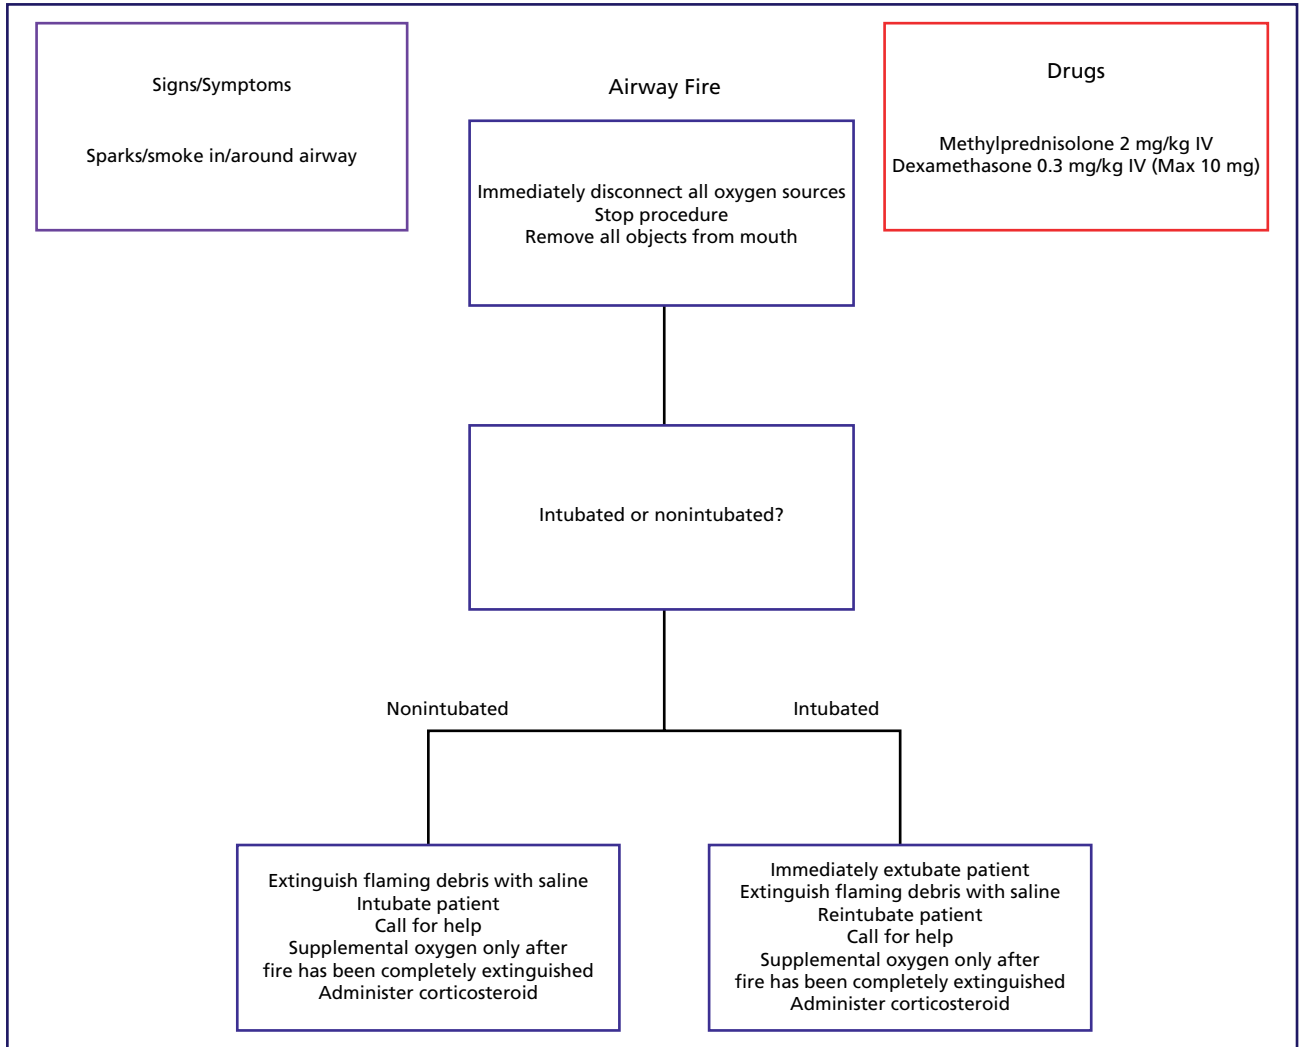 Signs/Symptoms
Sparks/smoke in/around airway
Airway Fire
Drugs
Methylprednisolone 2 mg/kg IV
Dexamethasone 0.3 mg/kg IV (Max 10 mg)
Immediately disconnect all oxygen sources
Stop procedure
Remove all objects from mouth
Intubated or nonintubated?
Nonintubated
Intubated
Extinguish flaming debris with saline
Intubate patient
Call for help
Supplemental oxygen only after
fire has been completely extinguished
Administer corticosteroid
Immediately extubate patient
Extinguish flaming debris with saline
Reintubate patient
Call for help
Supplemental oxygen only after
fire has been completely extinguished
Administer corticosteroid